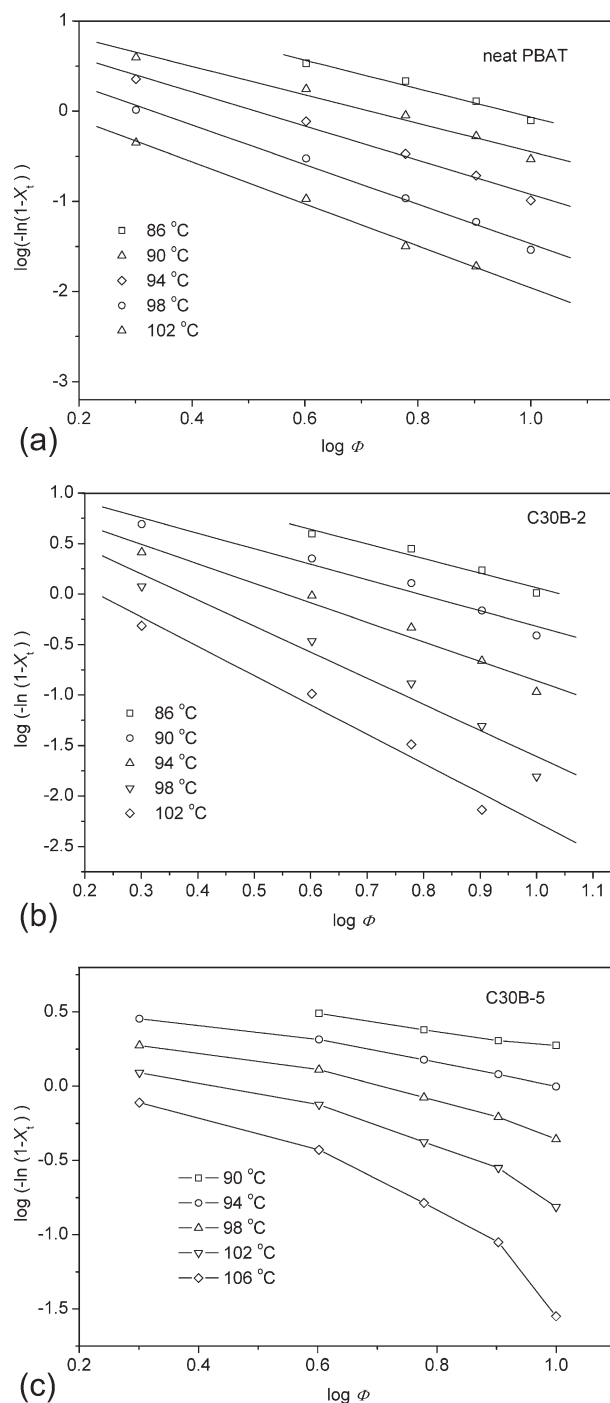 neat PBAT
1
0
-1
-2
-3
log(-ln(1-Xt))
86 °C
90 °C
94 °C
98 °C
102 °C
0.2 0.4 0.6 0.8 1.0
log Φ
(a)
C30B-2
1.0
0.5
0.0
-0.5
-1.0
-1.5
-2.0
-2.5
log (-ln (1-Xt))
86 °C
90 °C
94 °C
98 °C
102 °C
0.2 0.3 0.4 0.5 0.6 0.7 0.8 0.9 1.0 1.1
log Φ
(b)
C30B-5
0.5
0.0
-0.5
-1.0
-1.5
log (-ln (1-Xt))
90 °C
94 °C
98 °C
102 °C
106 °C
0.2 0.4 0.6 0.8 1.0
log Φ
(c)